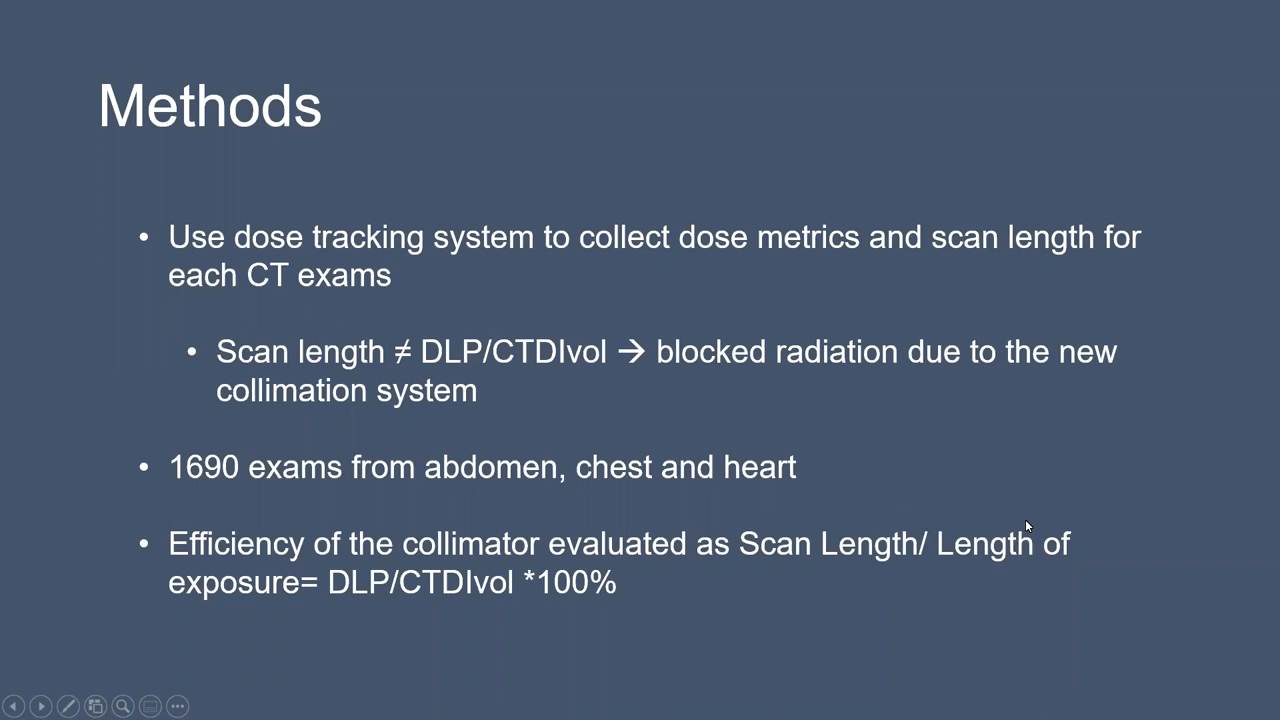 Methods
• Use dose tracking system to collect dose metrics and scan length for
each CT exams
• Scan length ≠ DLP/CTDIvol → blocked radiation due to the new
collimation system
• 1690 exams from abdomen, chest and heart
• Efficiency of the collimator evaluated as Scan Length/ Length of
exposure= DLP/CTDIvol *100%